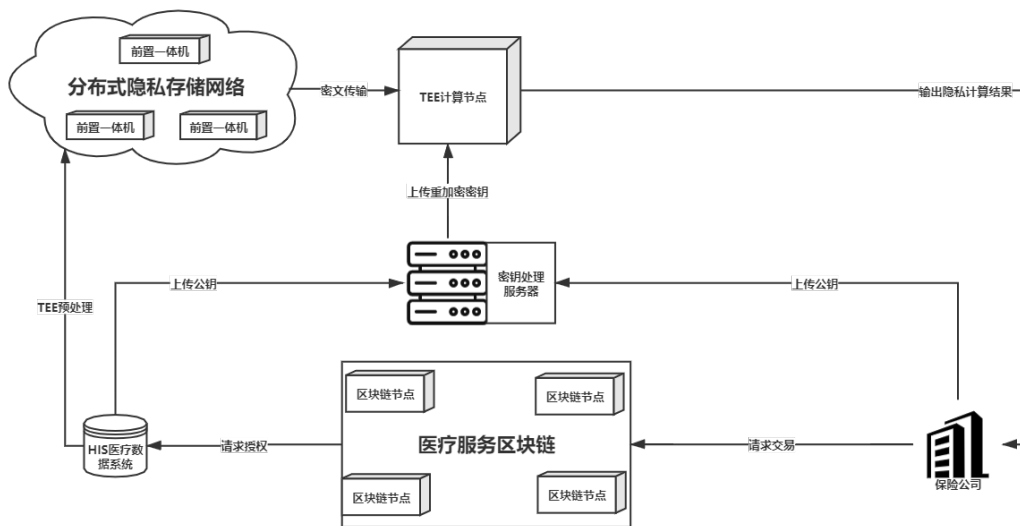 前置一体机
分布式隐私存储网络
前置一体机
前置一体机
密文传输
TEE计算节点
输出隐私计算结果
上传重加密密钥
上传公钥
密钥处理
服务器
上传公钥
TEE预处理
区块链节点
区块链节点
HIS医疗数
据系统
请求授权
医疗服务区块链
请求交易
区块链节点
区块链节点
保险公司